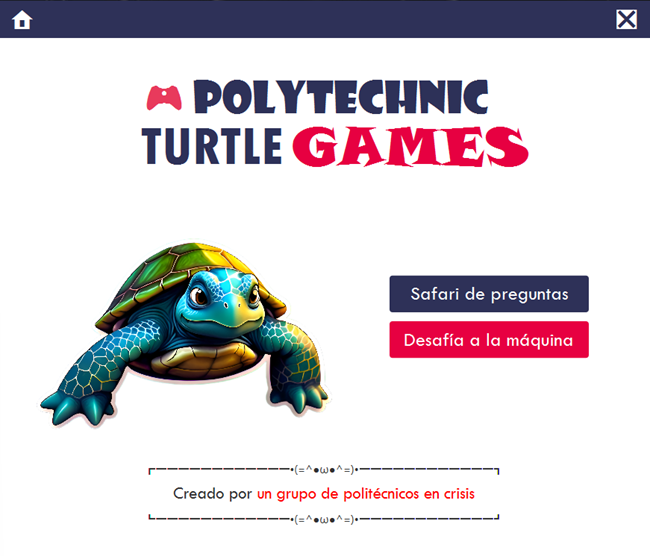 POLYTECHNIC
TURTLE GAMES
Safari de preguntas
Desafía a la máquina
┏━━━━━━━━━━━━━•(=^●ω●^=)•━━━━━━━━━━━━━┓
Creado por un grupo de politécnicos en crisis
┗━━━━━━━━━━━━━•(=^●ω●^=)•━━━━━━━━━━━━━┛